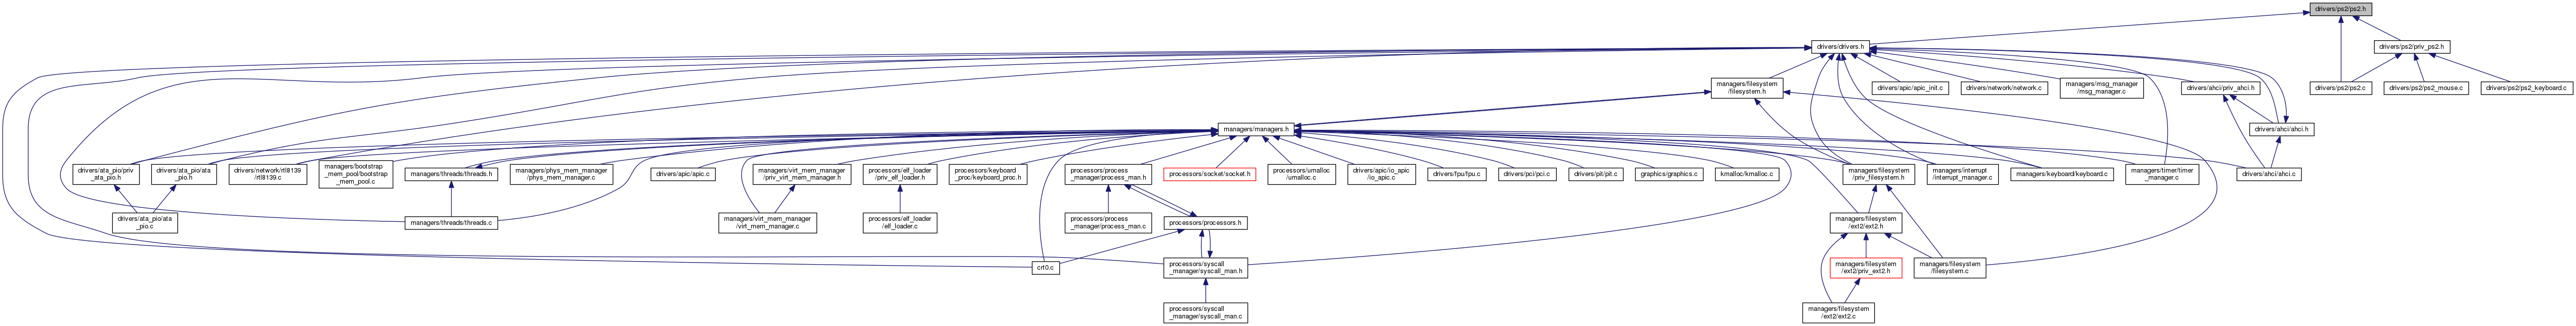 drivers/ps2/ps2.h
drivers/drivers.h
drivers/ps2/priv_ps2.h
managers/filesystem
/filesystem.h
drivers/apic/apic_init.c
drivers/network/network.c
managers/msg_manager
/msg_manager.c
drivers/ahci/priv_ahci.h
drivers/ps2/ps2.c
drivers/ps2/ps2_mouse.c
drivers/ps2/ps2_keyboard.c
managers/managers.h
drivers/ahci/ahci.h
drivers/ata_pio/priv
_ata_pio.h
drivers/ata_pio/ata
_pio.h
drivers/network/rtl8139
/rtl8139.c
managers/bootstrap
_mem_pool/bootstrap
_mem_pool.c
managers/threads/threads.h
managers/phys_mem_manager
/phys_mem_manager.c
drivers/apic/apic.c
managers/virt_mem_manager
/priv_virt_mem_manager.h
processors/elf_loader
/priv_elf_loader.h
processors/keyboard
_proc/keyboard_proc.h
processors/process
_manager/process_man.h
processors/socket/socket.h
processors/umalloc
/umalloc.c
drivers/apic/io_apic
/io_apic.c
drivers/fpu/fpu.c
drivers/pci/pci.c
drivers/pit/pit.c
graphics/graphics.c
kmalloc/kmalloc.c
managers/filesystem
/priv_filesystem.h
managers/interrupt
/interrupt_manager.c
managers/keyboard/keyboard.c
managers/timer/timer
_manager.c
drivers/ahci/ahci.c
drivers/ata_pio/ata
_pio.c
managers/threads/threads.c
managers/virt_mem_manager
/virt_mem_manager.c
processors/elf_loader
/elf_loader.c
processors/process
_manager/process_man.c
processors/processors.h
managers/filesystem
/ext2/ext2.h
crt0.c
processors/syscall
_manager/syscall_man.h
managers/filesystem
/ext2/priv_ext2.h
managers/filesystem
/filesystem.c
processors/syscall
_manager/syscall_man.c
managers/filesystem
/ext2/ext2.c